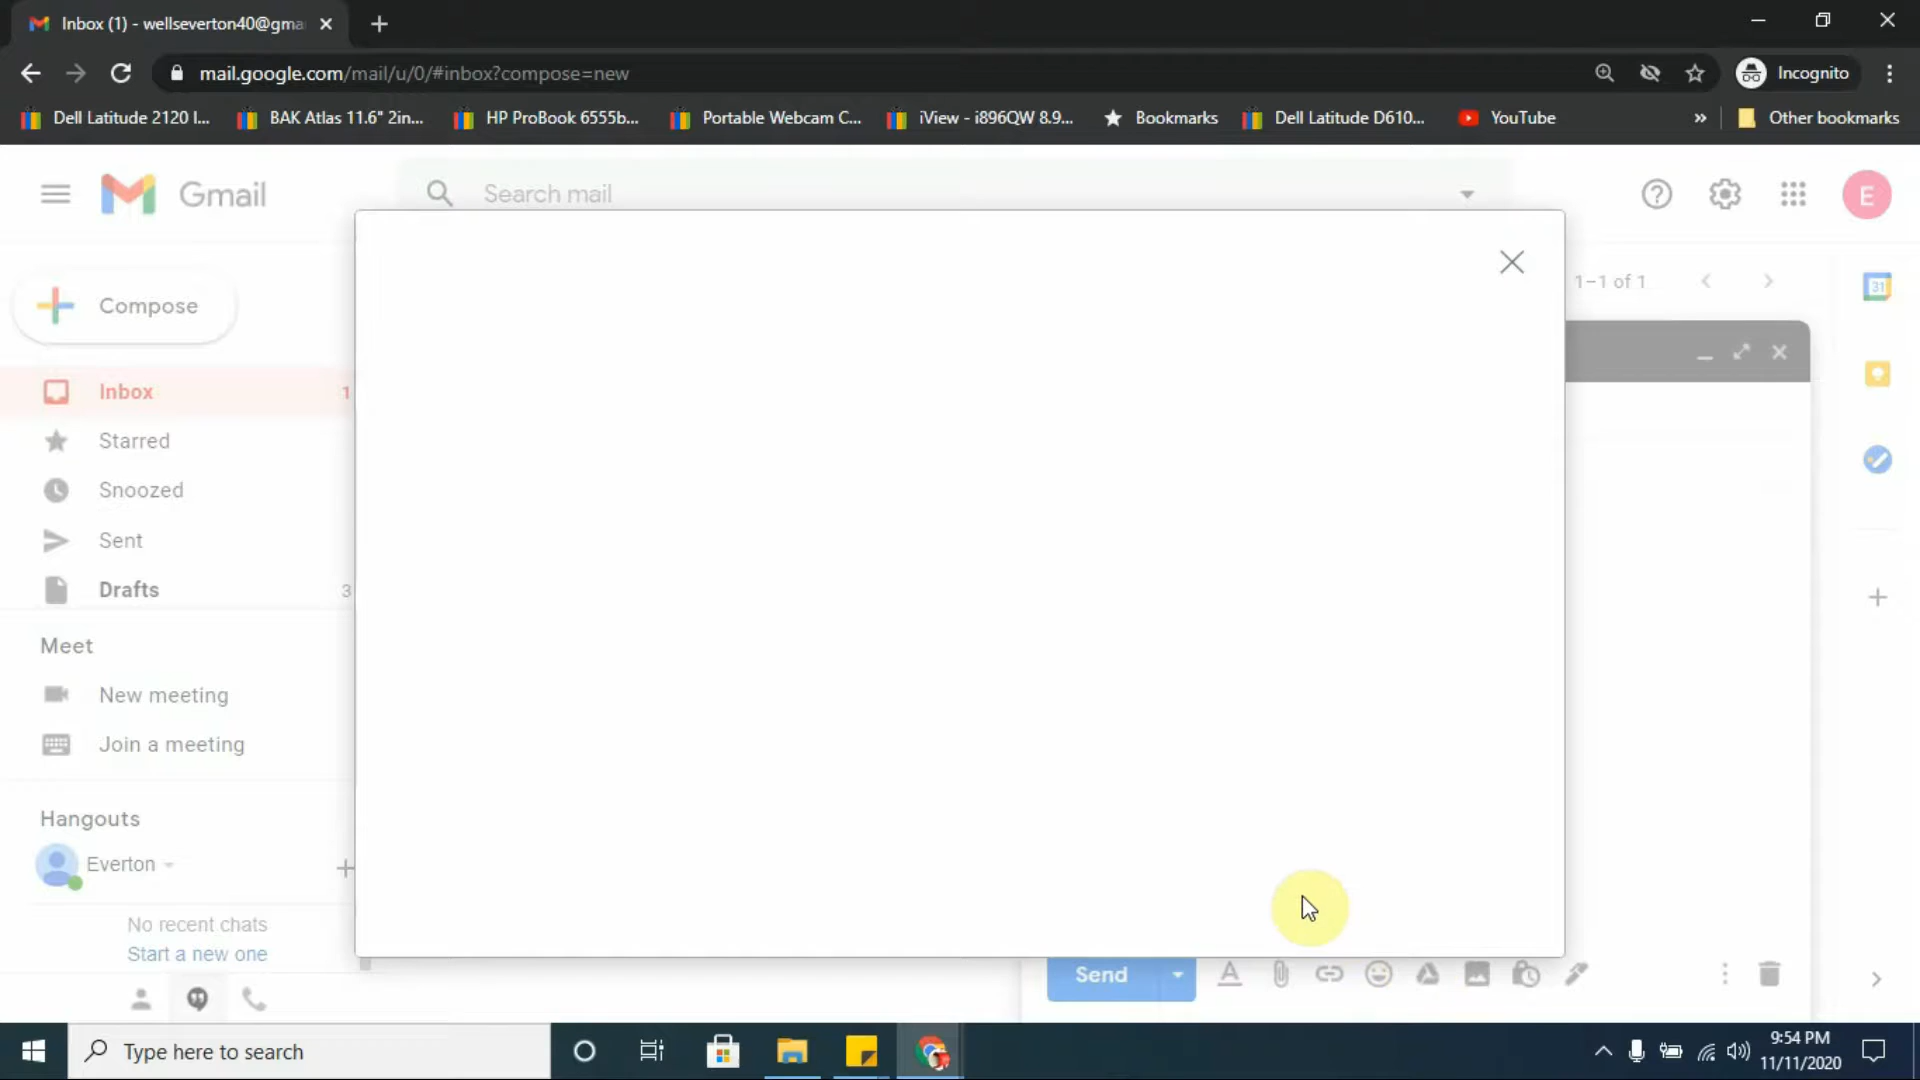 Inbox (1) - wellseverton40@gma
mail.google.com/mail/u/0/#inbox?compose=new
Incognito
Dell Latitude 2120 I...
BAK Atlas 11.6" 2in...
HP ProBook 6555b...
Portable Webcam C...
iView - i896QW 8.9...
Bookmarks
Dell Latitude D610...
YouTube
»
Other bookmarks
Gmail
Search mail
E
Compose
1–1 of 1
31
Inbox 1
Starred
Snoozed
Sent
Drafts 3
Meet
New meeting
Join a meeting
Hangouts
Everton
No recent chats
Start a new one
Send
Type here to search
9:54 PM
11/11/2020